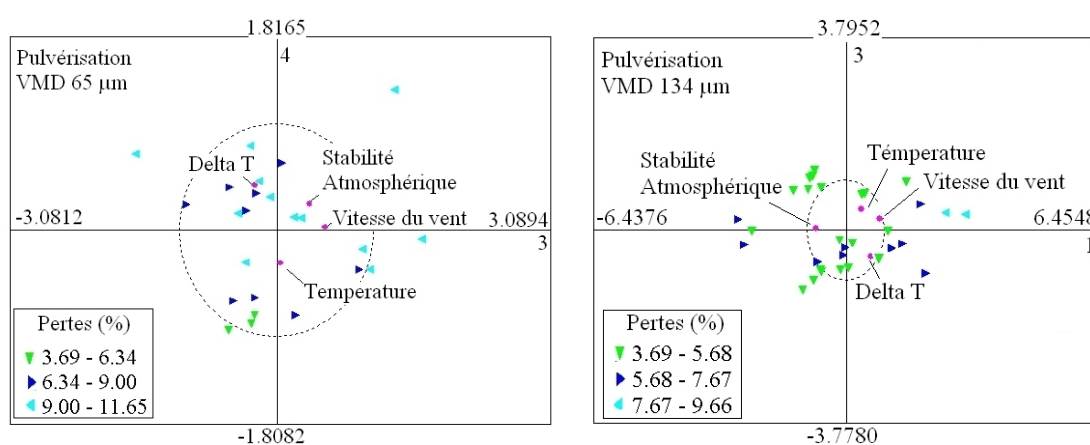 1.8165
4
Pulvérisation
VMD 65 µm
Delta T
Stabilité
Atmosphérique
Vitesse du vent
-3.0812
3.0894
3
Temperature
Pertes (%)
3.69 - 6.34
6.34 - 9.00
9.00 - 11.65
-1.8082
3.7952
3
Pulvérisation
VMD 134 µm
Témperature
Stabilité
Atmosphérique
Vitesse du vent
-6.4376
6.4548
1
Delta T
Pertes (%)
3.69 - 5.68
5.68 - 7.67
7.67 - 9.66
-3.7780